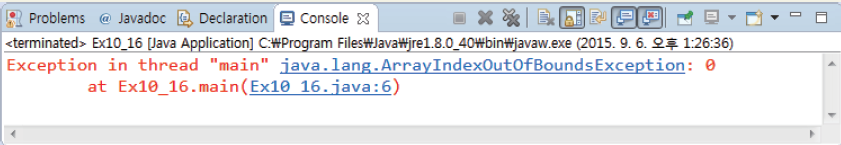 Problems @ Javadoc Declaration Console
<terminated> Ex10_16 [Java Application] C:₩Program Files₩Java₩jre1.8.0_40₩bin₩javaw.exe (2015. 9. 6. 오후 1:26:36)
Exception in thread "main" java.lang.ArrayIndexOutOfBoundsException: 0
at Ex10_16.main(Ex10_16.java:6)